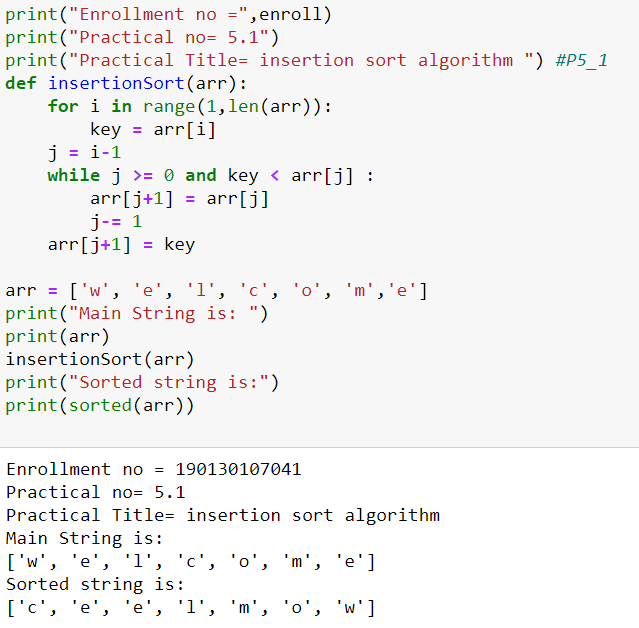 print("Enrollment no =",enroll)
print("Practical no= 5.1")
print("Practical Title= insertion sort algorithm ") #P5_1
def insertionSort(arr):
    for i in range(1,len(arr)):
        key = arr[i]
    j = i-1
    while j >= 0 and key < arr[j] :
        arr[j+1] = arr[j]
        j-= 1
    arr[j+1] = key

arr = ['w', 'e', 'l', 'c', 'o', 'm','e']
print("Main String is: ")
print(arr)
insertionSort(arr)
print("Sorted string is:")
print(sorted(arr))

Enrollment no = 190130107041
Practical no= 5.1
Practical Title= insertion sort algorithm
Main String is:
['w', 'e', 'l', 'c', 'o', 'm', 'e']
Sorted string is:
['c', 'e', 'e', 'l', 'm', 'o', 'w']